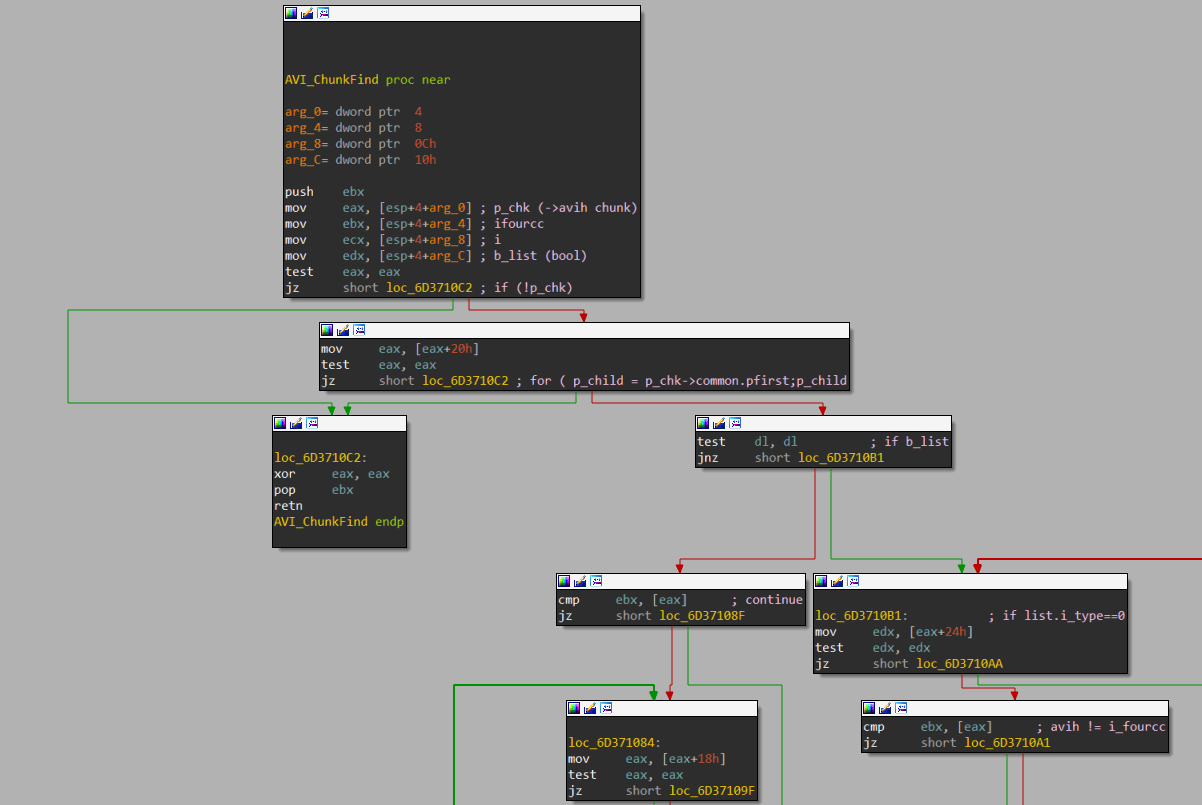 AVI_ChunkFind proc near
arg_0= dword ptr  4
arg_4= dword ptr  8
arg_8= dword ptr  0Ch
arg_C= dword ptr  10h
push    ebx
mov     eax, [esp+4+arg_0] ; p_chk (->avih chunk)
mov     ebx, [esp+4+arg_4] ; ifourcc
mov     ecx, [esp+4+arg_8] ; i
mov     edx, [esp+4+arg_C] ; b_list (bool)
test    eax, eax
jz      short loc_6D3710C2 ; if (!p_chk)
mov     eax, [eax+20h]
test    eax, eax
jz      short loc_6D3710C2 ; for ( p_child = p_chk->common.pfirst;p_child
loc_6D3710C2:
xor     eax, eax
pop     ebx
retn
AVI_ChunkFind endp
test    dl, dl          ; if b_list
jnz     short loc_6D3710B1
cmp     ebx, [eax]      ; continue
jz      short loc_6D37108F
loc_6D3710B1:           ; if list.i_type==0
mov     edx, [eax+24h]
test    edx, edx
jz      short loc_6D3710AA
loc_6D371084:
mov     eax, [eax+18h]
test    eax, eax
jz      short loc_6D37109F
cmp     ebx, [eax]      ; avih != i_fourcc
jz      short loc_6D3710A1